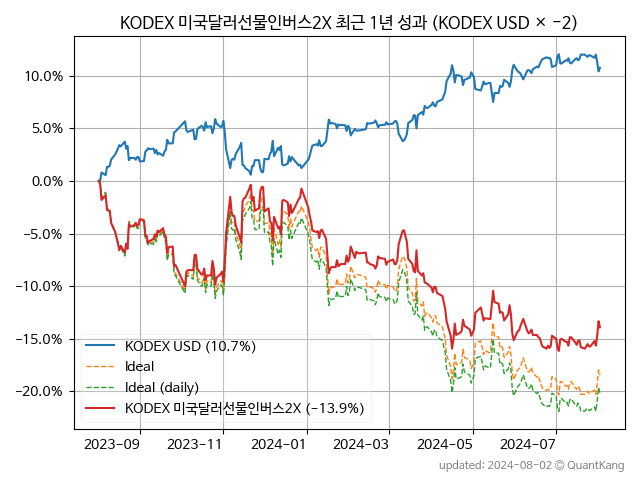 KODEX 미국달러선물인버스2X 최근 1년 성과 (KODEX USD × −2)
10.0%
5.0%
0.0%
−5.0%
−10.0%
−15.0%
−20.0%
KODEX USD (10.7%)
Ideal
Ideal (daily)
KODEX 미국달러선물인버스2X (−13.9%)
2023−09 2023−11 2024−01 2024−03 2024−05 2024−07
updated: 2024-08-02 © QuantKang